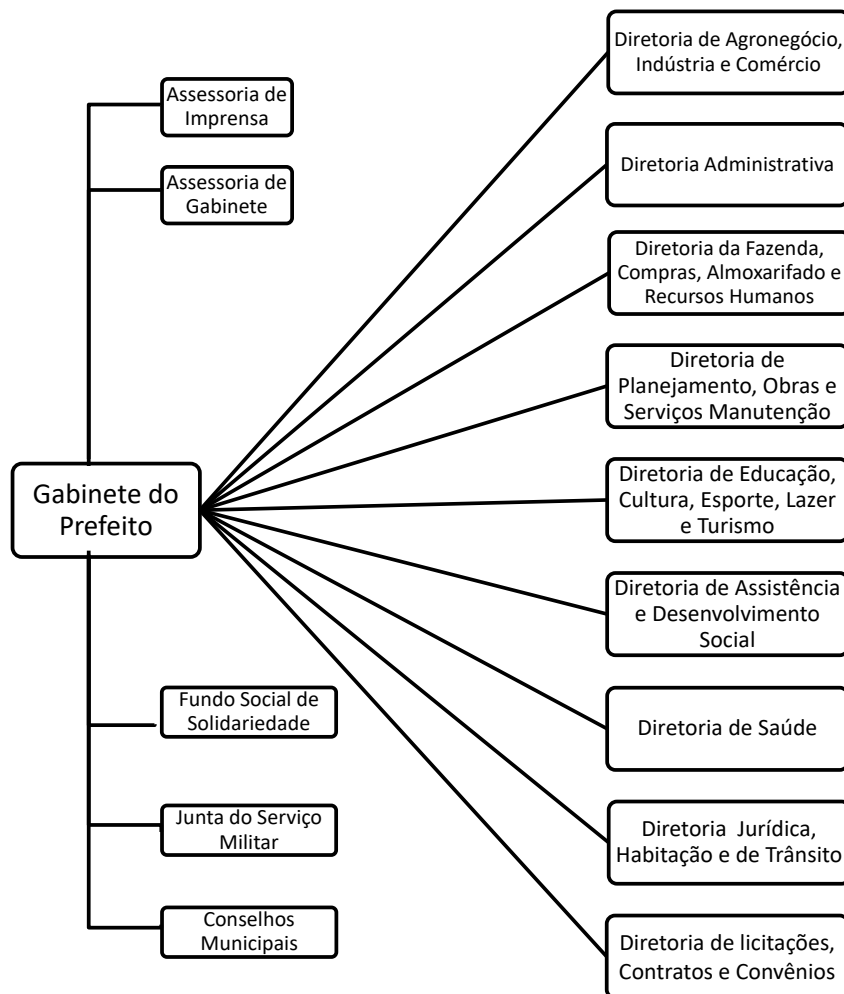 Assessoria de
Imprensa
Assessoria de
Gabinete
Gabinete do
Prefeito
Fundo Social de
Solidariedade
Junta do Serviço
Militar
Conselhos
Municipais
Diretoria de Agronegócio,
Indústria e Comércio
Diretoria Administrativa
Diretoria da Fazenda,
Compras, Almoxarifado e
Recursos Humanos
Diretoria de
Planejamento, Obras e
Serviços Manutenção
Diretoria de Educação,
Cultura, Esporte, Lazer
e Turismo
Diretoria de Assistência
e Desenvolvimento
Social
Diretoria de Saúde
Diretoria Jurídica,
Habitação e de Trânsito
Diretoria de licitações,
Contratos e Convênios